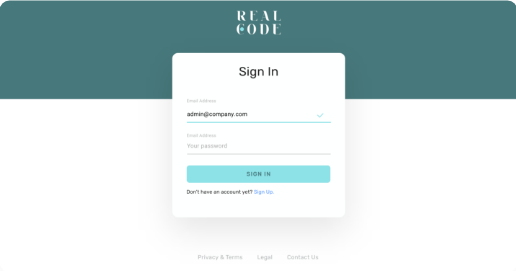 REAL
CODE
Sign In
Email Address
admin@company.com
Email Address
Your password
SIGN IN
Don't have an account yet? Sign Up.
Privacy & Terms Legal Contact Us